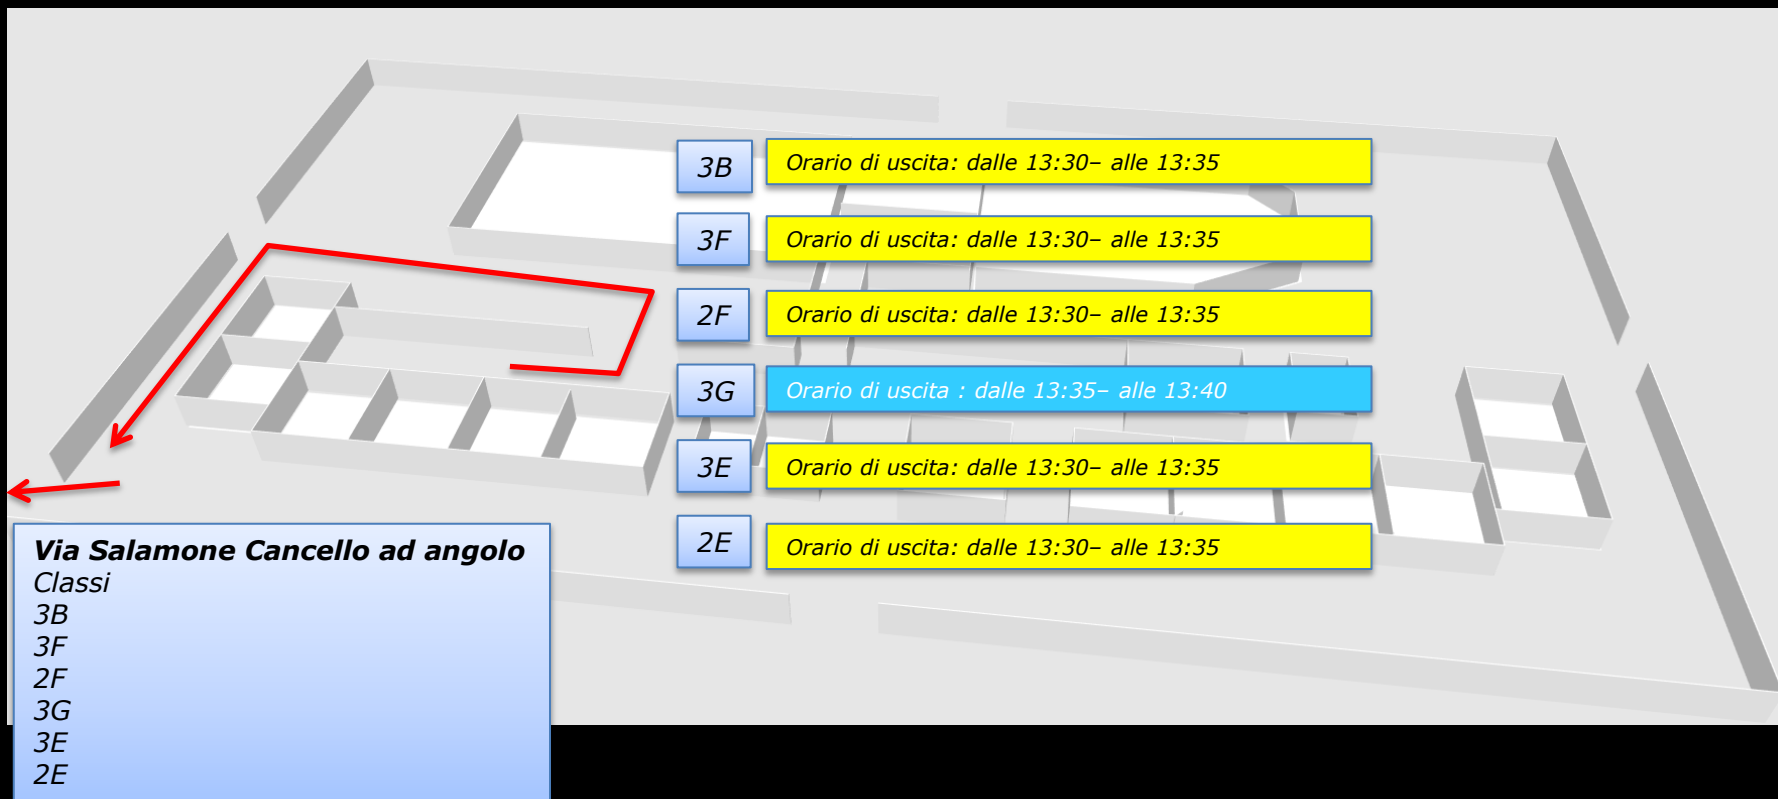 3B Orario di uscita: dalle 13:30– alle 13:35
3F Orario di uscita: dalle 13:30– alle 13:35
2F Orario di uscita: dalle 13:30– alle 13:35
3G Orario di uscita : dalle 13:35– alle 13:40
3E Orario di uscita: dalle 13:30– alle 13:35
2E Orario di uscita: dalle 13:30– alle 13:35
Via Salamone Cancello ad angolo
Classi
3B
3F
2F
3G
3E
2E